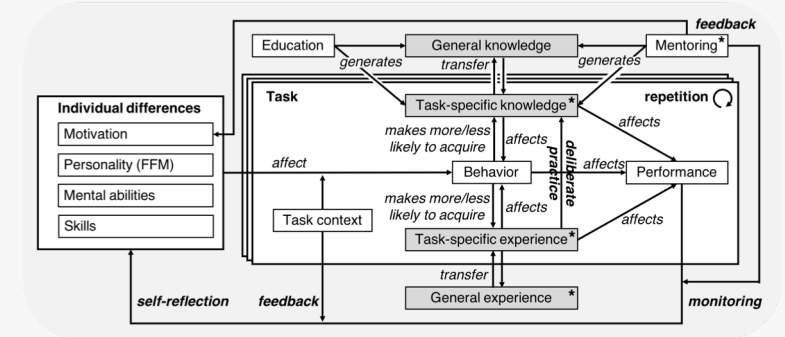 feedback
Education
General knowledge
Mentoring*
generates
transfer
generates
Task
Task-specific knowledge*
repetition
Individual differences
Motivation
Personality (FFM)
Mental abilities
Skills
makes more/less
likely to acquire
affects
deliberate
practice
affects
affect
Behavior
affects
Performance
Task context
makes more/less
likely to acquire
affects
affects
Task-specific experience*
transfer
General experience *
self-reflection
feedback
monitoring